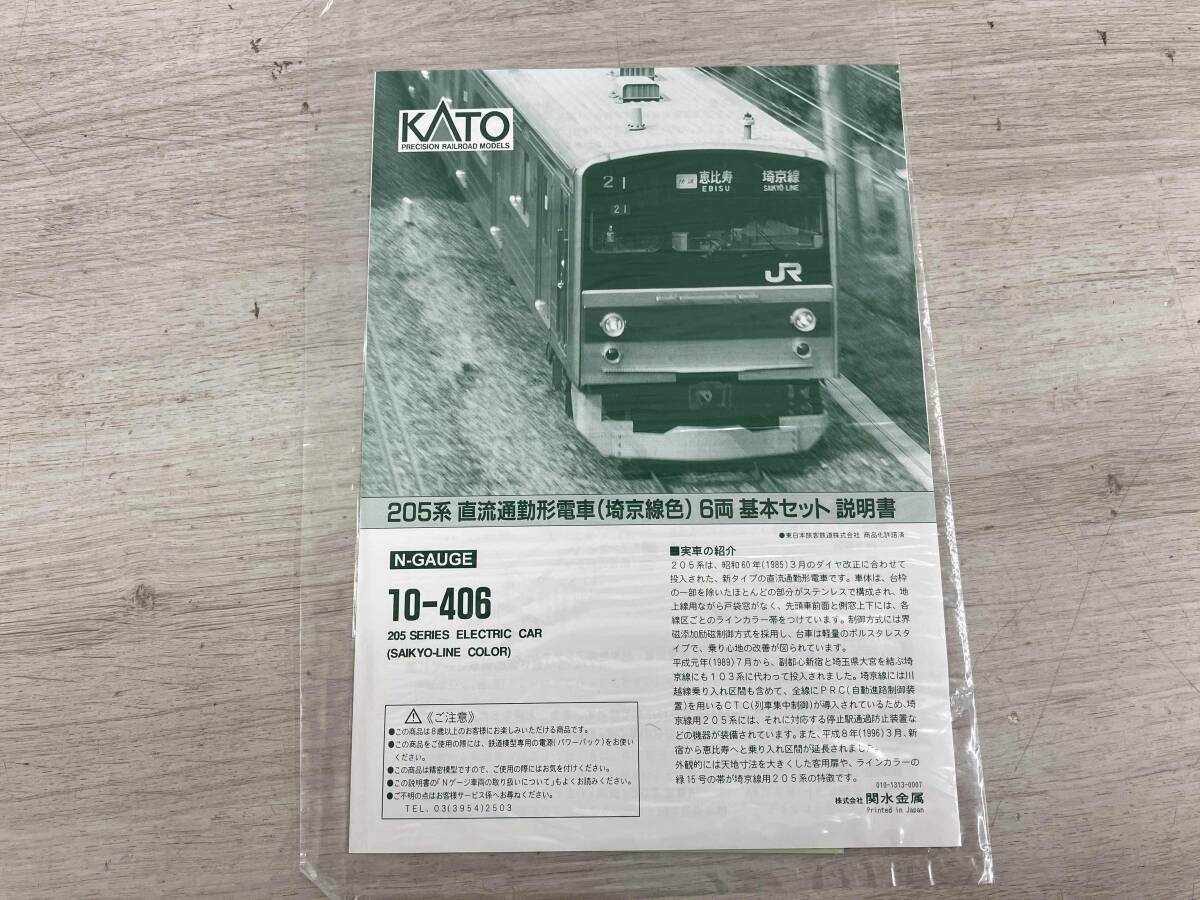 KATO
PRECISION RAILROAD MODELS
21
快速
恵比寿
EBISU
埼京線
SAIKYO LINE
21
JR
205系 直流通勤形電車(埼京線色) 6両 基本セット 説明書
●東日本旅客鉄道株式会社 商品化許諾済
N-GAUGE
10-406
205 SERIES ELECTRIC CAR
(SAIKYO-LINE COLOR)
■実車の紹介
205系は、昭和60年(1985)3月のダイヤ改正に合わせて
投入された、新タイプの直流通勤形電車です。車体は、台枠
の一部を除いたほとんどの部分がステンレスで構成され、地
上線用ながら戸袋窓がなく、先頭車前面と側窓上下には、各
線区ごとのラインカラー帯をつけています。制御方式には界
磁添加励磁制御方式を採用し、台車は軽量のボルスタレスタ
イプで、乗り心地の改善が図られています。
平成元年(1989)7月から、副都心新宿と埼玉県大宮を結ぶ埼
京線にも103系に代わって投入されました。埼京線には川
越線乗り入れ区間も含めて、全線にPRC(自動進路制御装
置)を用いるCTC(列車集中制御)が導入されているため、埼
京線用205系には、それに対応する停止駅通過防止装置な
どの機器が装備されています。また、平成8年(1996)3月、新
宿から恵比寿へと乗り入れ区間が延長されました。
外観的には天地寸法を大きくした客用扉や、ラインカラーの
緑15号の帯が埼京線用205系の特徴です。
《ご注意》
●この商品は8歳以上のお客様にお楽しみいただける商品です。
●この商品をご使用の際には、鉄道模型専用の電源(パワーパック)をお使い
ください。
●この商品は精密模型ですので、ご使用の際にはお気を付けください。
●この説明書の「Nゲージ車両の取り扱いについて」もよくお読みください。
●ご不明の点はお客様サービス係へお尋ねください。
TEL. 03(3954)2503
010-1313-0007
株式会社 関水金属
Printed in Japan